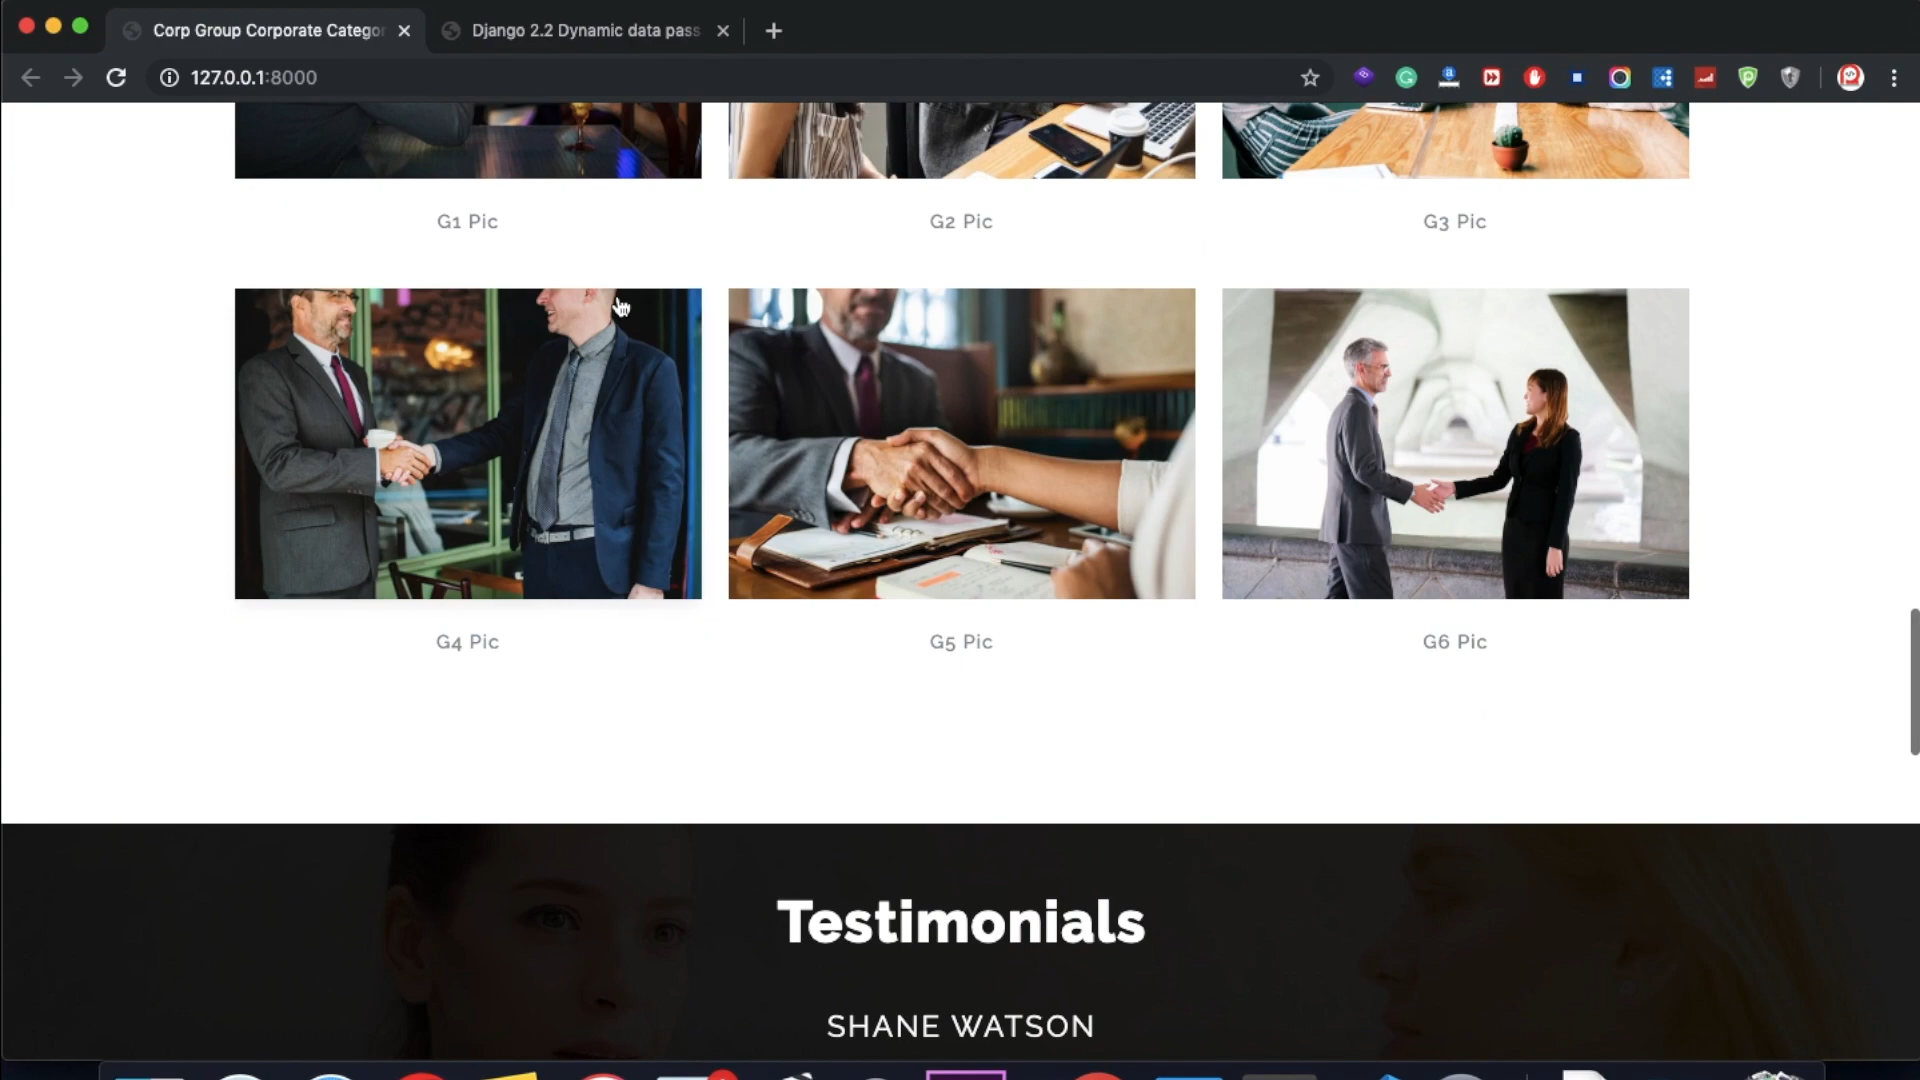 Corp Group Corporate Categor
Django 2.2 Dynamic data pass
127.0.0.1:8000
G1 Pic
G2 Pic
G3 Pic
G4 Pic
G5 Pic
G6 Pic
Testimonials
SHANE WATSON